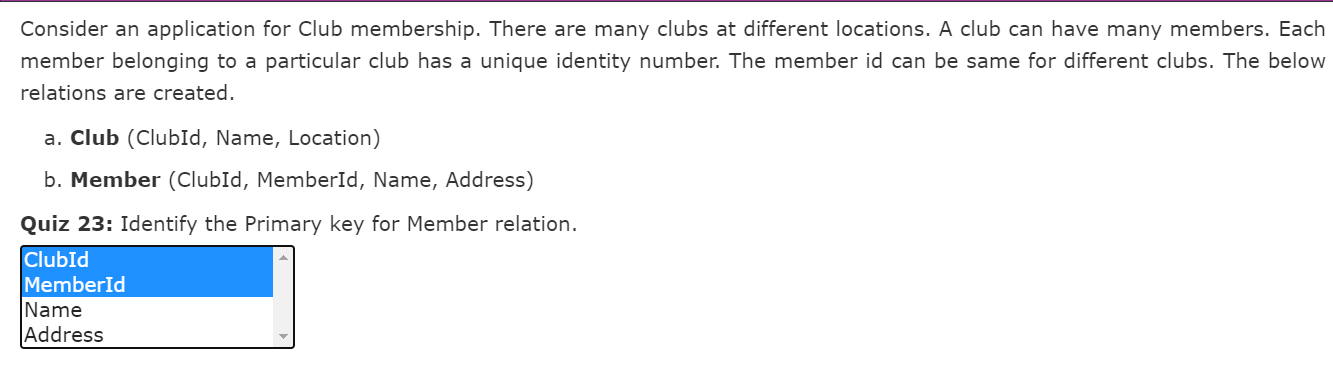 Consider an application for Club membership. There are many clubs at different locations. A club can have many members. Each
member belonging to a particular club has a unique identity number. The member id can be same for different clubs. The below
relations are created.
a. Club (ClubId, Name, Location)
b. Member (ClubId, MemberId, Name, Address)
Quiz 23: Identify the Primary key for Member relation.
ClubId
MemberId
Name
Address